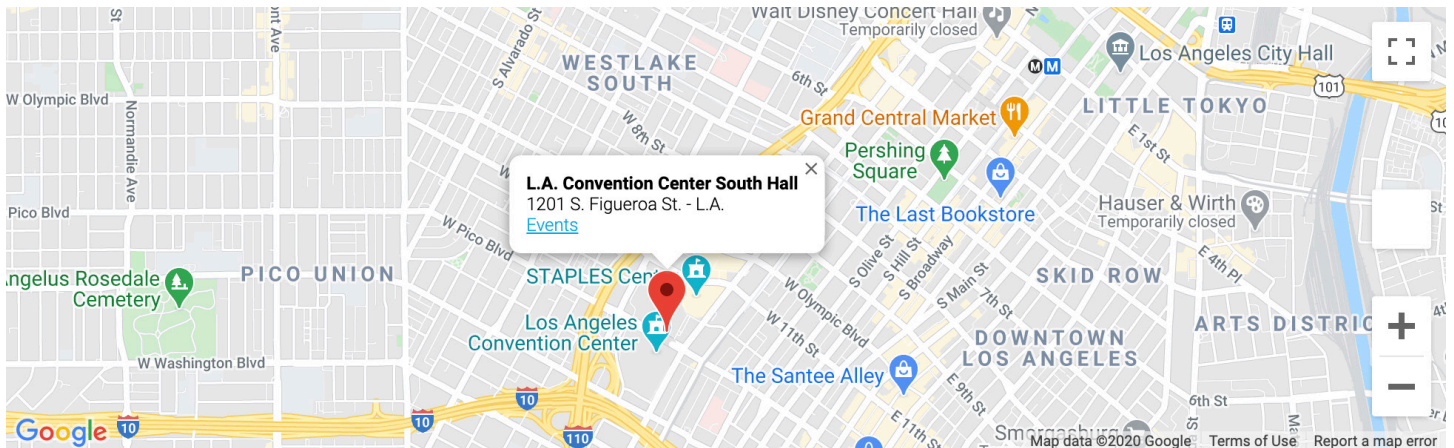 Walt Disney Concert Hall
Temporarily closed
Los Angeles City Hall
WESTLAKE
SOUTH
S Alvarado St
6th St
W Olympic Blvd
Normandie Ave
M M
101
LITTLE TOKYO
Grand Central Market
W 8th St
E 1st St
Pershing
Square
L.A. Convention Center South Hall
1201 S. Figueroa St. - L.A.
Events
The Last Bookstore
Hauser & Wirth
Temporarily closed
Pico Blvd
W Pico Blvd
S Olive St
S Hill St
S Broadway
E 4th Pl
PICO UNION
STAPLES Cent
SKID ROW
Cemetery
S Main St
7th St
W Olympic Blvd
W 11th St
Los Angeles
Convention Center
ARTS DISTRIC
DOWNTOWN
LOS ANGELES
W Washington Blvd
The Santee Alley
E 9th St
E 11th St
10
10
10
110
6th St
Smorgasburg
Google
Map data ©2020 Google
Terms of Use
Report a map error